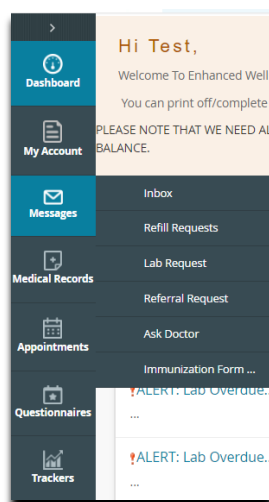 Hi Test,
Dashboard
Welcome To Enhanced Well
You can print off/complete
PLEASE NOTE THAT WE NEED AL
BALANCE.
My Account
Messages
Inbox
Refill Requests
Lab Request
Referral Request
Ask Doctor
Immunization Form ...
Medical Records
Appointments
Questionnaires
Trackers
ALERT: Lab Overdue..
...
ALERT: Lab Overdue..
...